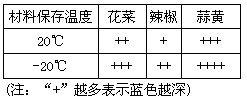 材料保存温度 花菜 辣椒 蒜黄
20℃ ++ + +++
-20℃ +++ ++ ++++
(注:“+”越多表示蓝色越深)